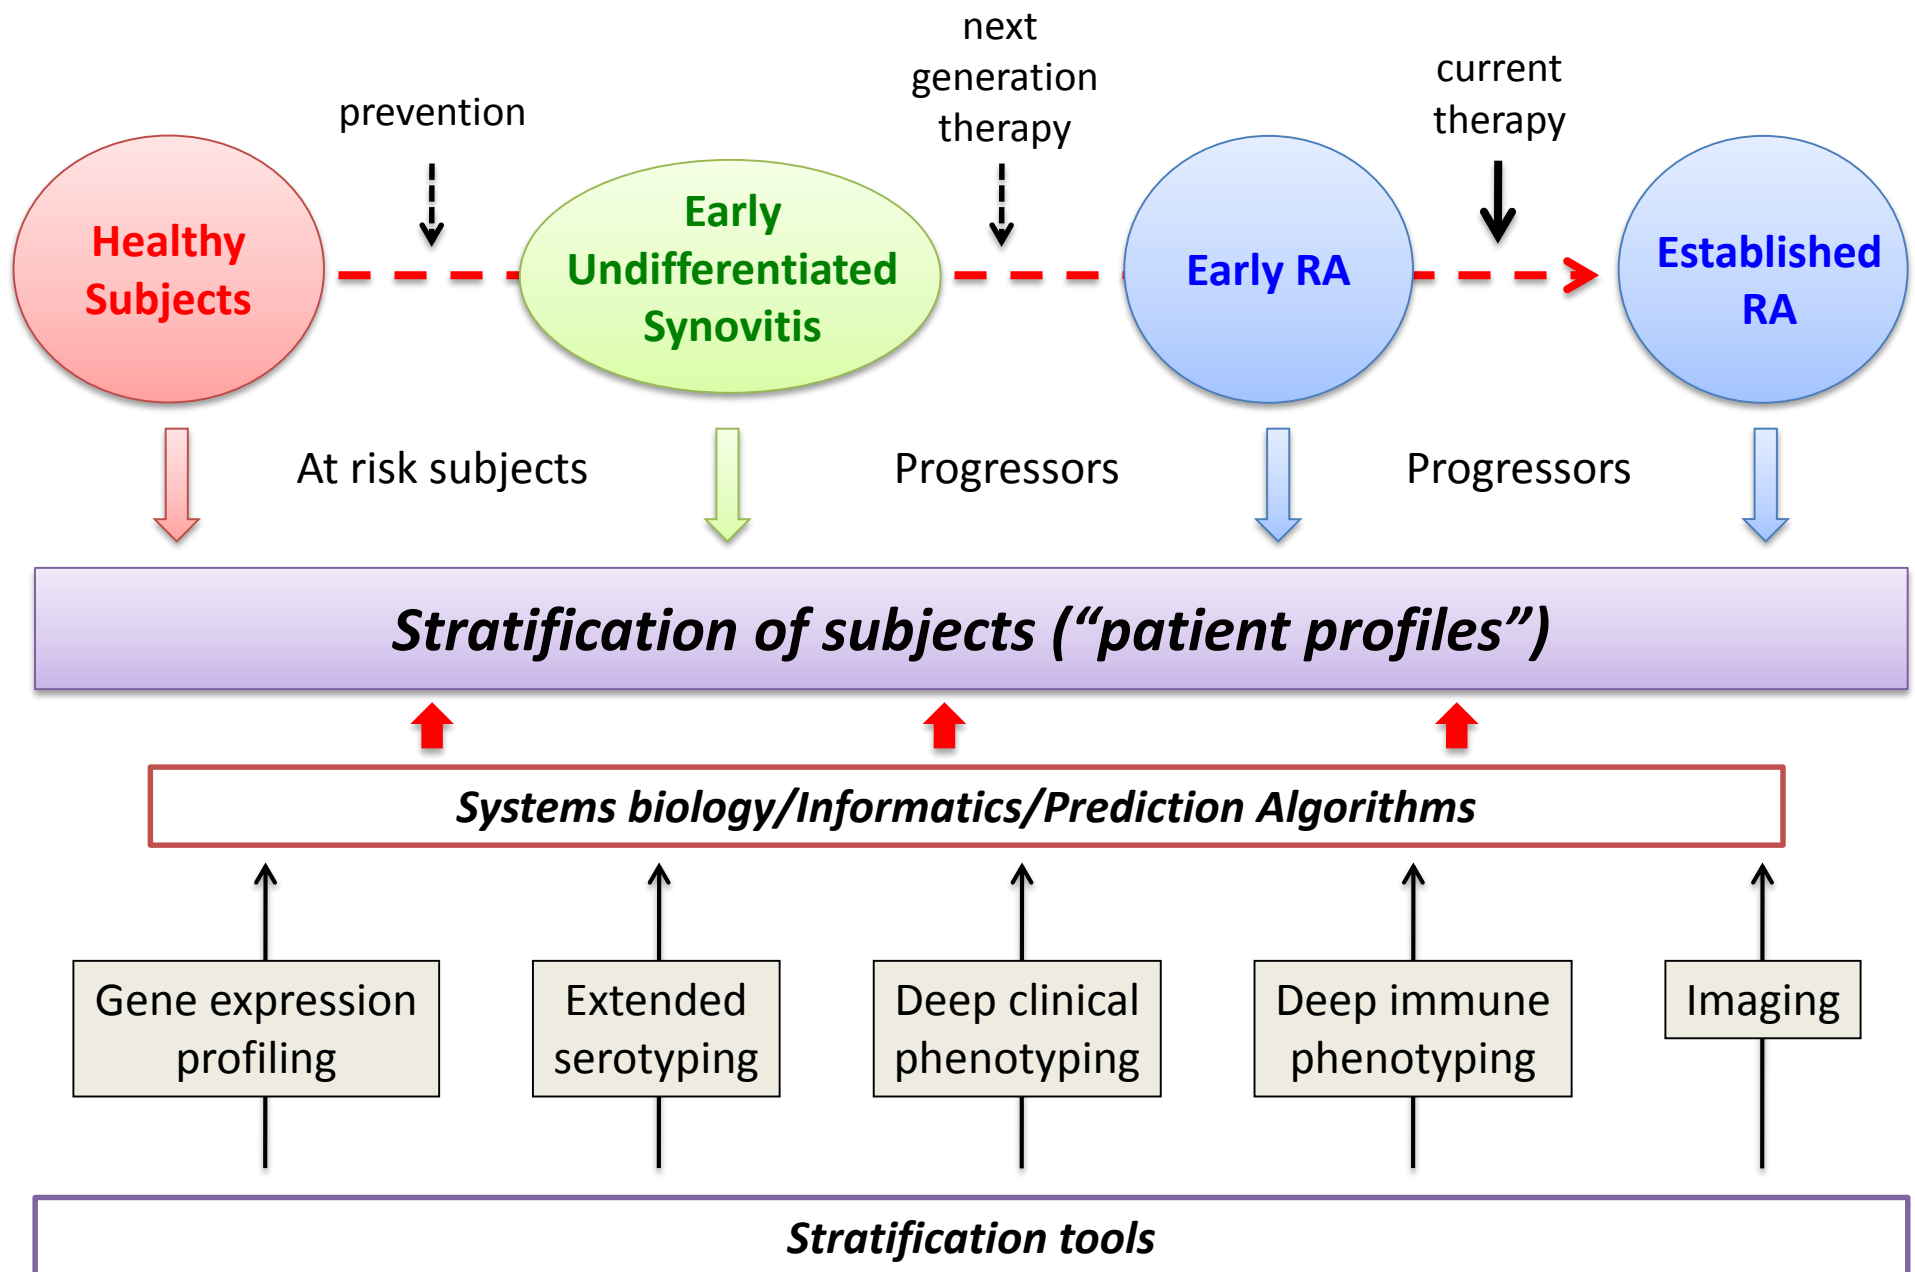 prevention
next
generation
therapy
current
therapy
Healthy
Subjects
Early
Undifferentiated
Synovitis
Early RA
Established
RA
At risk subjects
Progressors
Progressors
Stratification of subjects (“patient profiles”)
Systems biology/Informatics/Prediction Algorithms
Gene expression
profiling
Extended
serotyping
Deep clinical
phenotyping
Deep immune
phenotyping
Imaging
Stratification tools